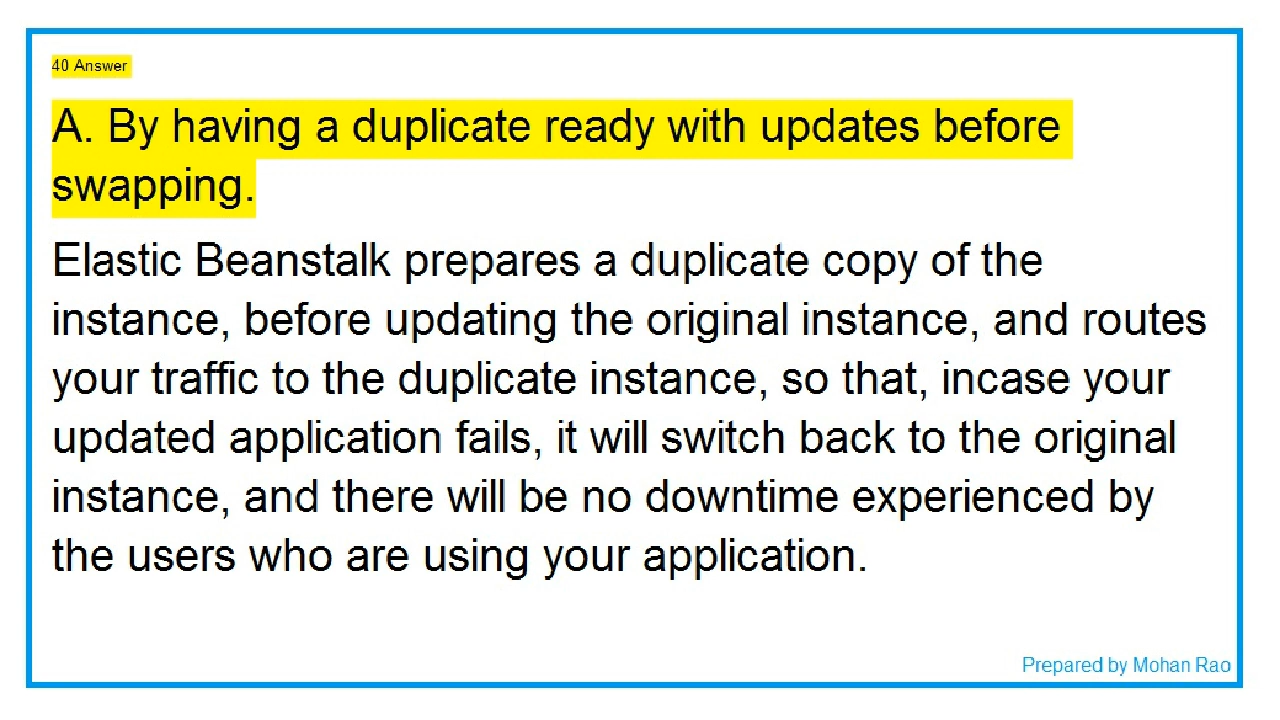 40 Answer
A. By having a duplicate ready with updates before
swapping.
Elastic Beanstalk prepares a duplicate copy of the
instance, before updating the original instance, and routes
your traffic to the duplicate instance, so that, incase your
updated application fails, it will switch back to the original
instance, and there will be no downtime experienced by
the users who are using your application.
Prepared by Mohan Rao